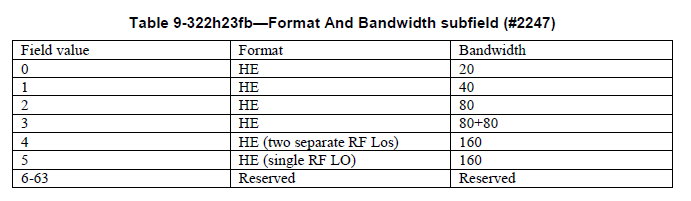 Table 9-322h23fb—Format And Bandwidth subfield (#2247)
Field value Format Bandwidth
0 HE 20
1 HE 40
2 HE 80
3 HE 80+80
4 HE (two separate RF Los) 160
5 HE (single RF LO) 160
6-63 Reserved Reserved